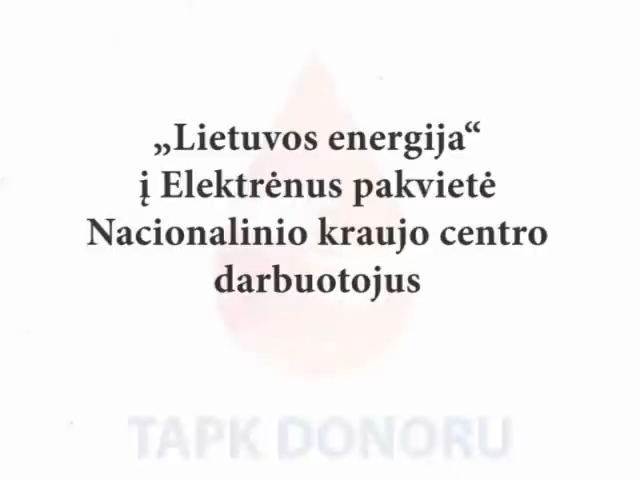 „Lietuvos energija“
į Elektrėnus pakvietė
Nacionalinio kraujo centro
darbuotojus
TAPK DONORU